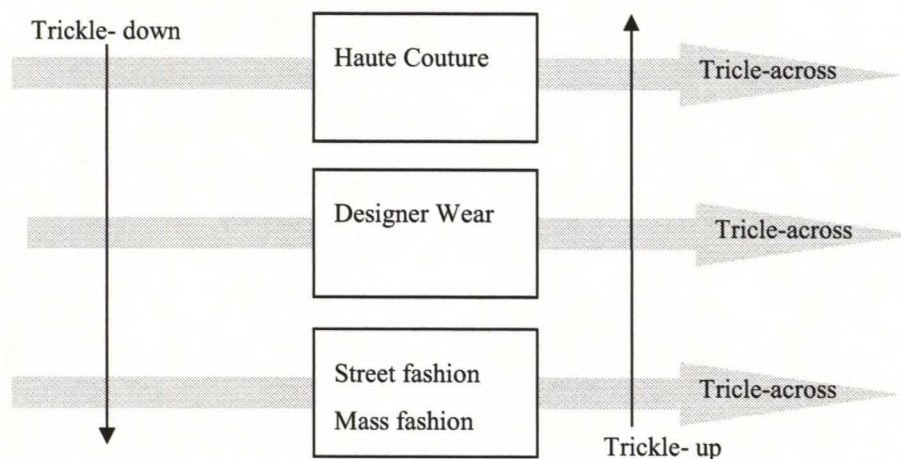 Trickle- down
Haute Couture
Tricle-across
Designer Wear
Tricle-across
Street fashion
Mass fashion
Tricle-across
Trickle- up